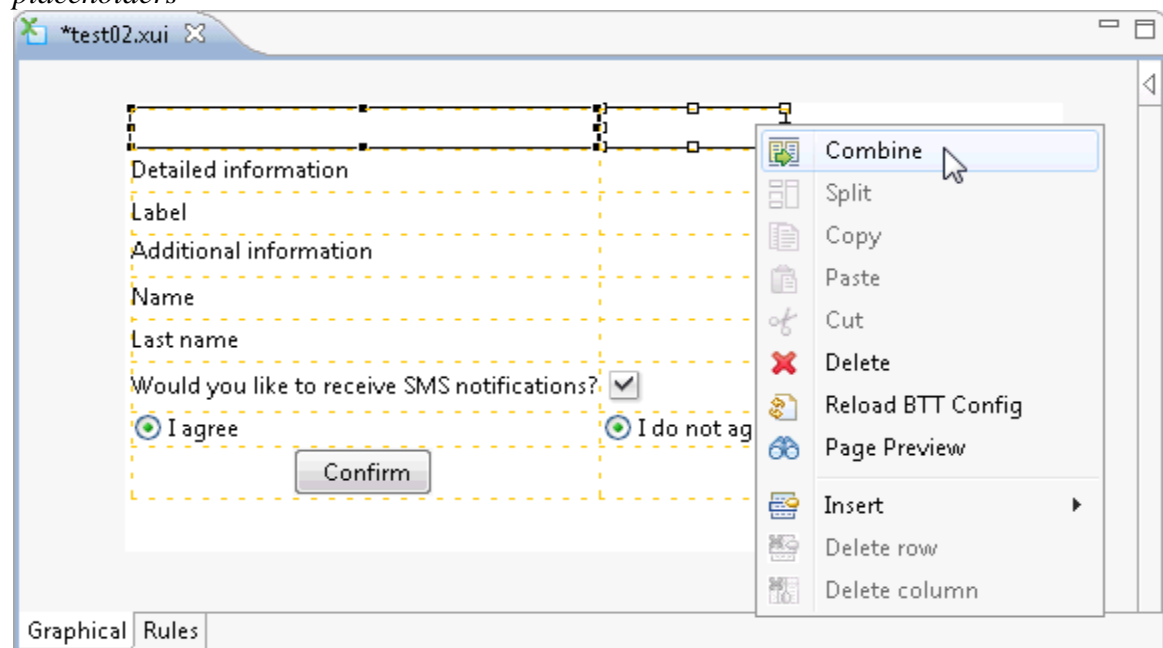 placeholders
*test02.xui
Combine
Detailed information
Split
Label
Copy
Additional information
Paste
Name
Cut
Last name
Delete
Would you like to receive SMS notifications?
Reload BTT Config
I agree
I do not ag
Page Preview
Confirm
Insert
Delete row
Delete column
Graphical
Rules